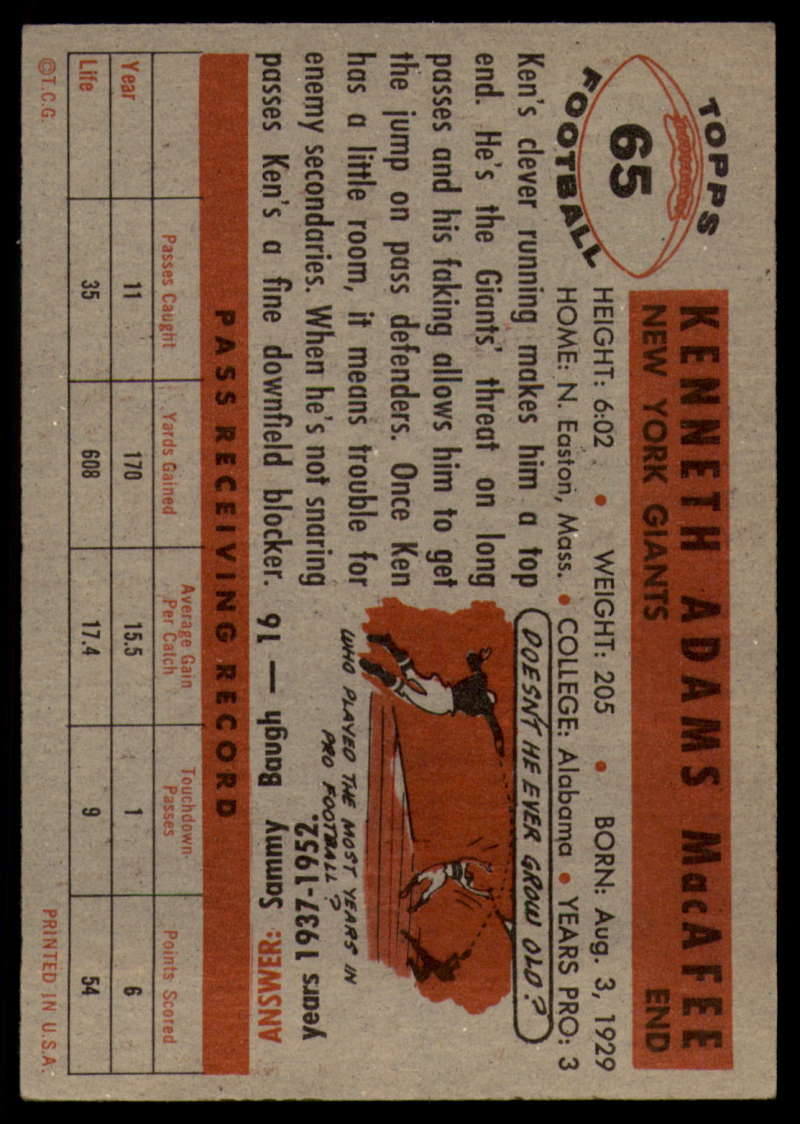 TOPPS
65
FOOTBALL
KENNETH ADAMS MacAFEE
NEW YORK GIANTS END
HEIGHT: 6:02 • WEIGHT: 205 • BORN: Aug. 3, 1929
HOME: N. Easton, Mass. • COLLEGE: Alabama • YEARS PRO: 3
Ken's clever running makes him a top
end. He's the Giants' threat on long
passes and his faking allows him to get
the jump on pass defenders. Once Ken
has a little room, it means trouble for
enemy secondaries. When he's not snaring
passes Ken's a fine downfield blocker.
DOESN'T HE EVER GROW OLD?
WHO PLAYED THE MOST YEARS IN
PRO FOOTBALL?
ANSWER: Sammy Baugh — 16
years 1937-1952.
PASS RECEIVING RECORD
Passes Caught Yards Gained Average Gain Per Catch Touchdown Passes Points Scored
Year 11 170 15.5 1 6
Life 35 608 17.4 9 54
©T.C.G. PRINTED IN U.S.A.